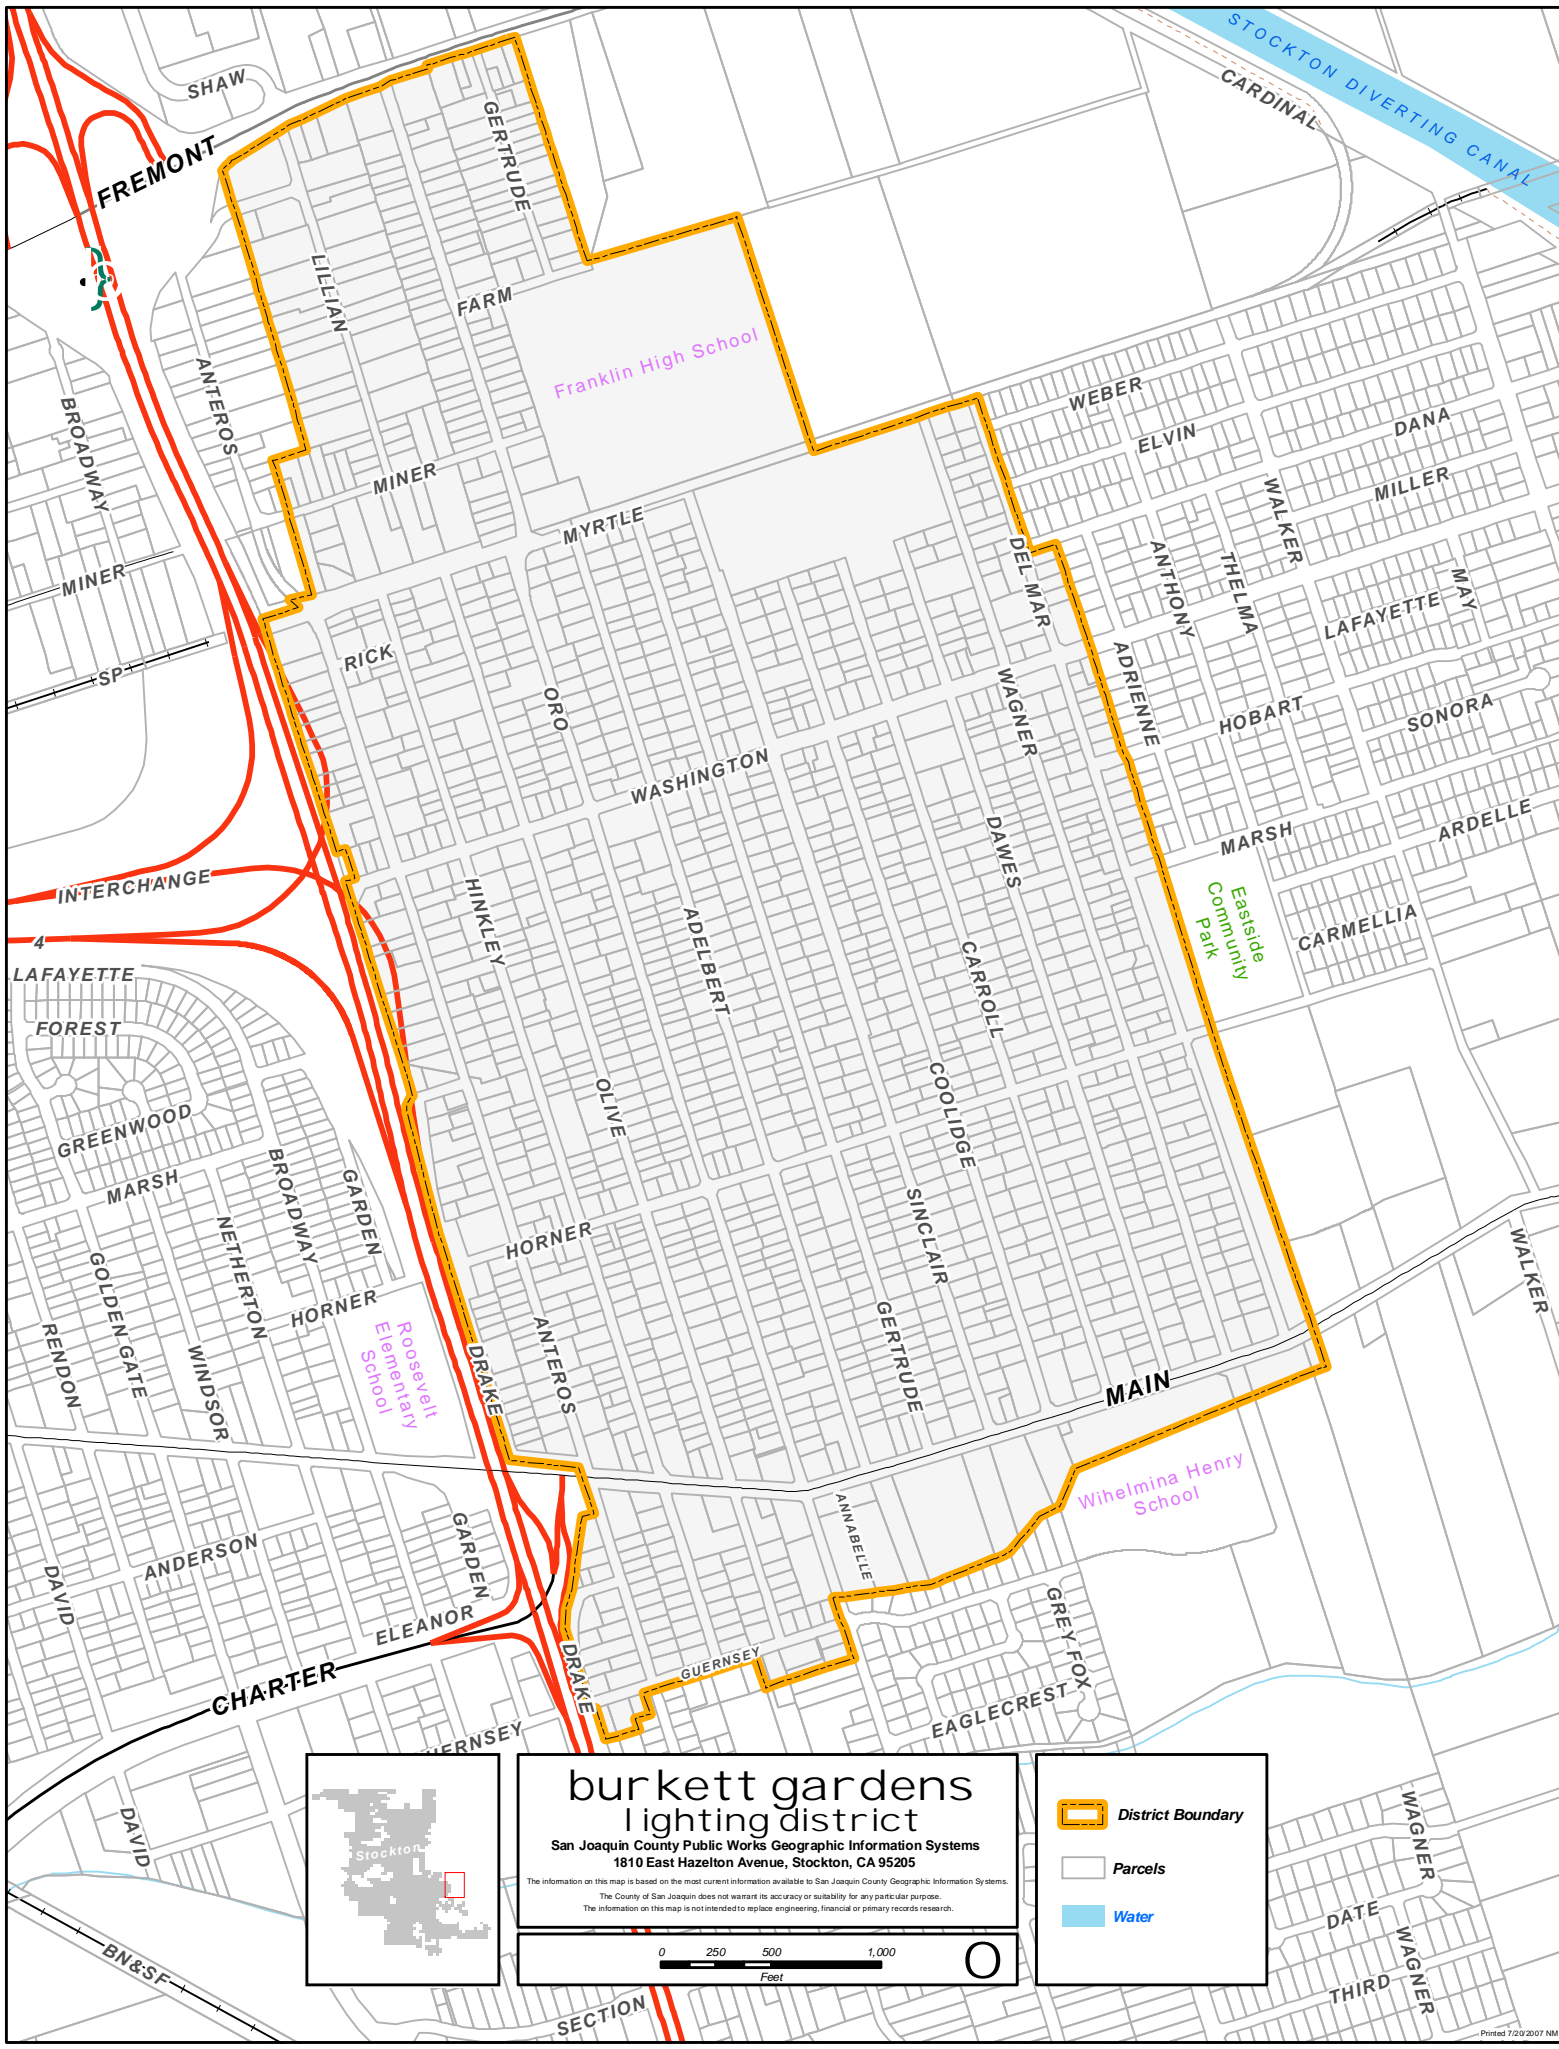 STOCKTON DIVERTING CANAL
CARDINAL
SHAW
GERTRUDE
FREMONT
LILLIAN
FARM
Franklin High School
ANTEROS
BROADWAY
WEBER
ELVIN
DANA
MINER
MILLER
WALKER
MYRTLE
DEL MAR
ANTHONY
THELMA
MAY
MINER
LAFAYETTE
RICK
SP
ORO
ADRIENNE
WAGNER
HOBART
SONORA
WASHINGTON
DAWES
MARSH
ARDELLE
INTERCHANGE
HINKLEY
ADELBERT
Eastside
Community
Park
CARMELLIA
4
CARROLL
LAFAYETTE
FOREST
OLIVE
COOLIDGE
GREENWOOD
MARSH
BROADWAY
GARDEN
SINCLAIR
NETHERTON
HORNER
WALKER
GOLDEN GATE
HORNER
GERTRUDE
RENDON
WINDSOR
Roosevelt
Elementary
School
DRAKE
ANTEROS
MAIN
Wihelmina Henry
School
ANNABELLE
GARDEN
ANDERSON
DAVID
GREY FOX
ELEANOR
DRAKE
GUERNSEY
CHARTER
EAGLECREST
DAVID
burkett gardens
lighting district
San Joaquin County Public Works Geographic Information Systems
1810 East Hazelton Avenue, Stockton, CA 95205
The information on this map is based on the most current information available to San Joaquin County Geographic Information Systems.
The County of San Joaquin does not warrant its accuracy or suitability for any particular purpose.
The information on this map is not intended to replace engineering, financial or primary records research.
Stockton
0 250 500 1,000
Feet
District Boundary
Parcels
Water
WAGNER
DATE
WAGNER
THIRD
BN&SF
SECTION
Printed 7/20/2007 NM